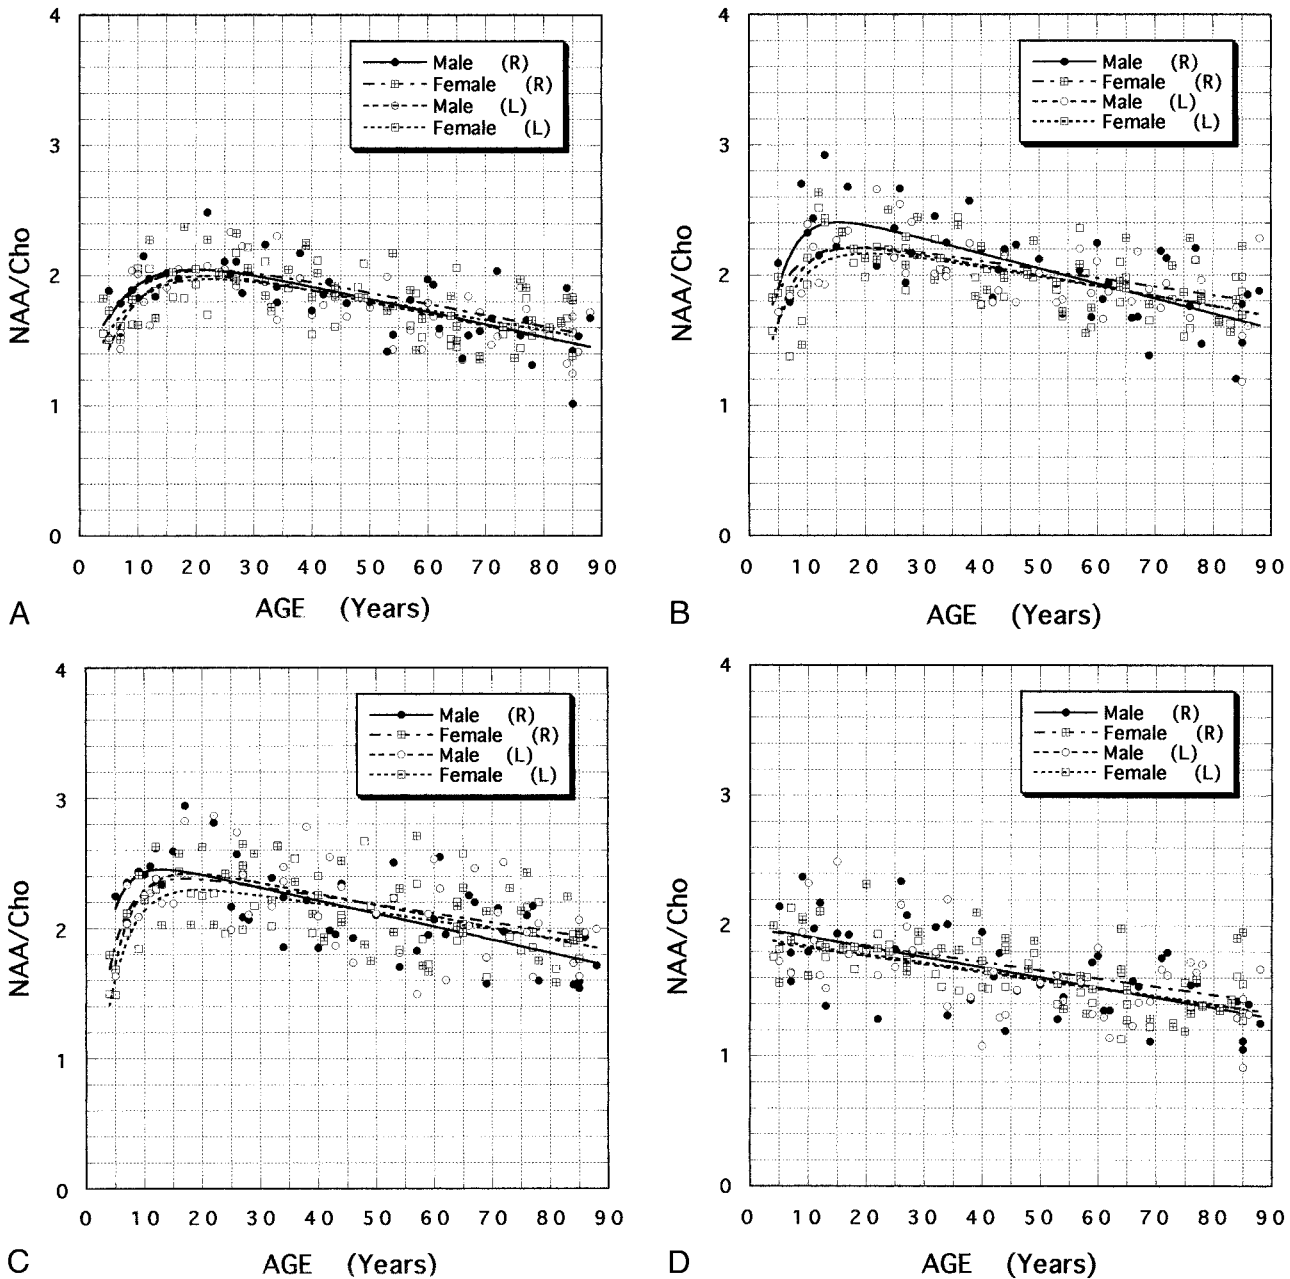 4
3
2
1
0
NAA/Cho
Male (R)
Female (R)
Male (L)
Female (L)
0 10 20 30 40 50 60 70 80 90
A AGE (Years)
4
3
2
1
0
NAA/Cho
Male (R)
Female (R)
Male (L)
Female (L)
0 10 20 30 40 50 60 70 80 90
B AGE (Years)
4
3
2
1
0
NAA/Cho
Male (R)
Female (R)
Male (L)
Female (L)
0 10 20 30 40 50 60 70 80 90
C AGE (Years)
4
3
2
1
0
NAA/Cho
Male (R)
Female (R)
Male (L)
Female (L)
0 10 20 30 40 50 60 70 80 90
D AGE (Years)